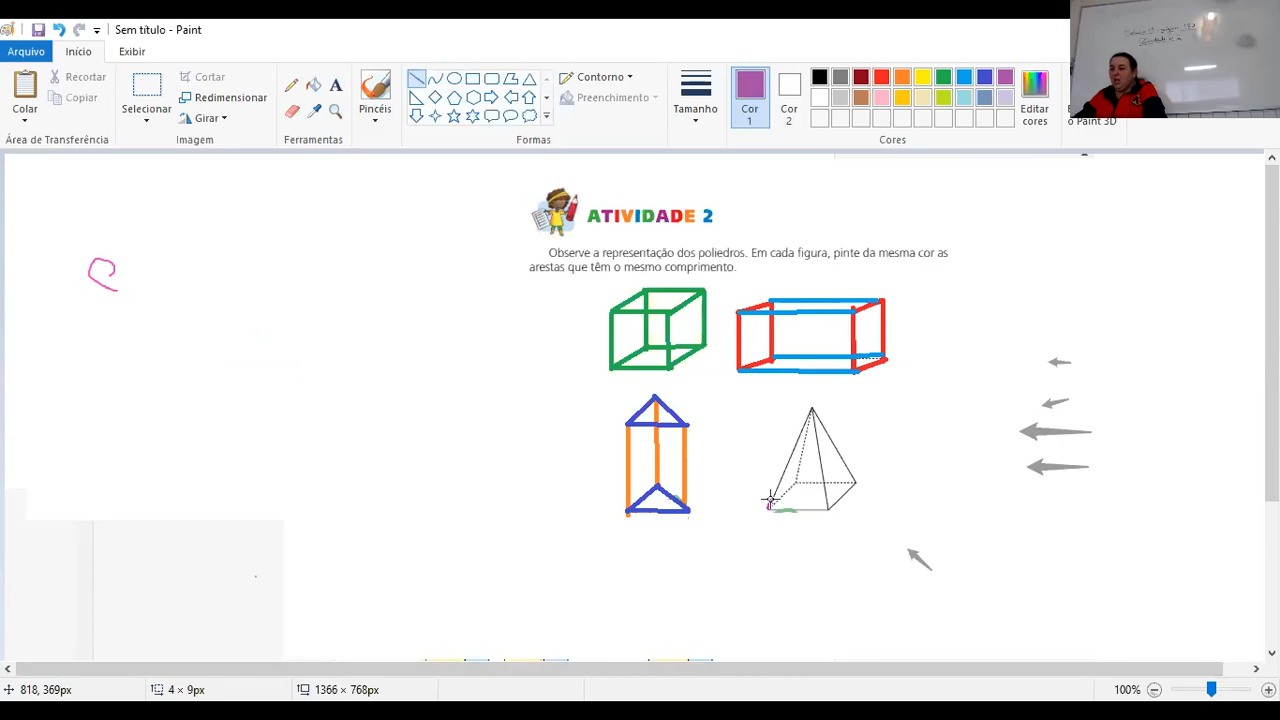 Sem título - Paint
Arquivo Início Exibir
Colar
Recortar
Copiar
Área de Transferência
Selecionar
Cortar
Redimensionar
Girar
Imagem
Ferramentas
Pincéis
Contorno
Preenchimento
Formas
Tamanho
Cor
1
Cor
2
Editar
cores
Cores
o Paint 3D
ATIVIDADE 2
Observe a representação dos poliedros. Em cada figura, pinte da mesma cor as
arestas que têm o mesmo comprimento.
818, 369px 4 × 9px 1366 × 768px 100%